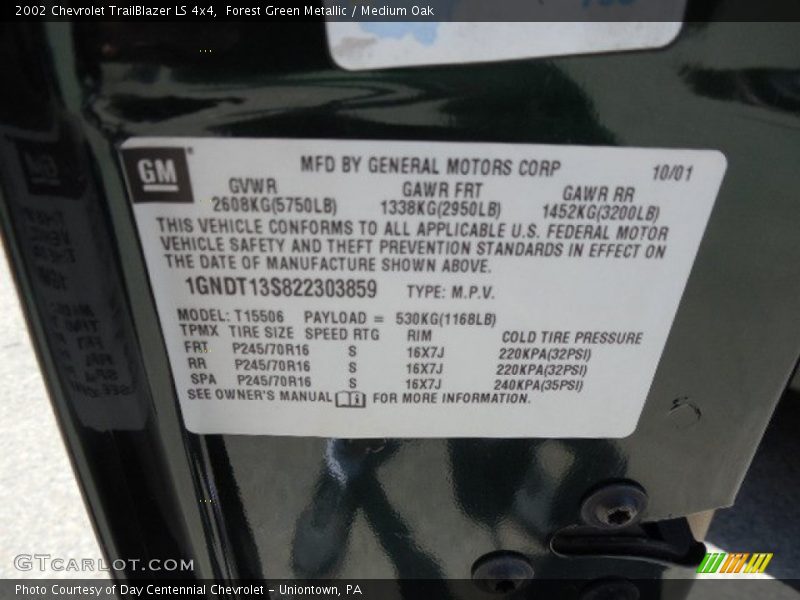 2002 Chevrolet TrailBlazer LS 4x4,  Forest Green Metallic / Medium Oak
GM
MFD BY GENERAL MOTORS CORP 10/01
GVWR GAWR FRT GAWR RR
2608KG(5750LB) 1338KG(2950LB) 1452KG(3200LB)
THIS VEHICLE CONFORMS TO ALL APPLICABLE U.S. FEDERAL MOTOR
VEHICLE SAFETY AND THEFT PREVENTION STANDARDS IN EFFECT ON
THE DATE OF MANUFACTURE SHOWN ABOVE.
1GNDT13S822303859 TYPE: M.P.V.
MODEL: T15506 PAYLOAD = 530KG(1168LB)
TPMX TIRE SIZE SPEED RTG RIM COLD TIRE PRESSURE
FRT P245/70R16 S 16X7J 220KPA(32PSI)
RR P245/70R16 S 16X7J 220KPA(32PSI)
SPA P245/70R16 S 16X7J 240KPA(35PSI)
SEE OWNER'S MANUAL i FOR MORE INFORMATION.
GTCarLot.com
Photo Courtesy of Day Centennial Chevrolet – Uniontown, PA